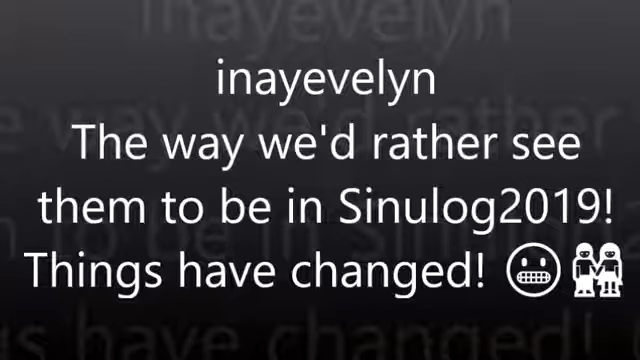 inayevelyn
The way we'd rather see
them to be in Sinulog2019!
Things have changed! 😬👭